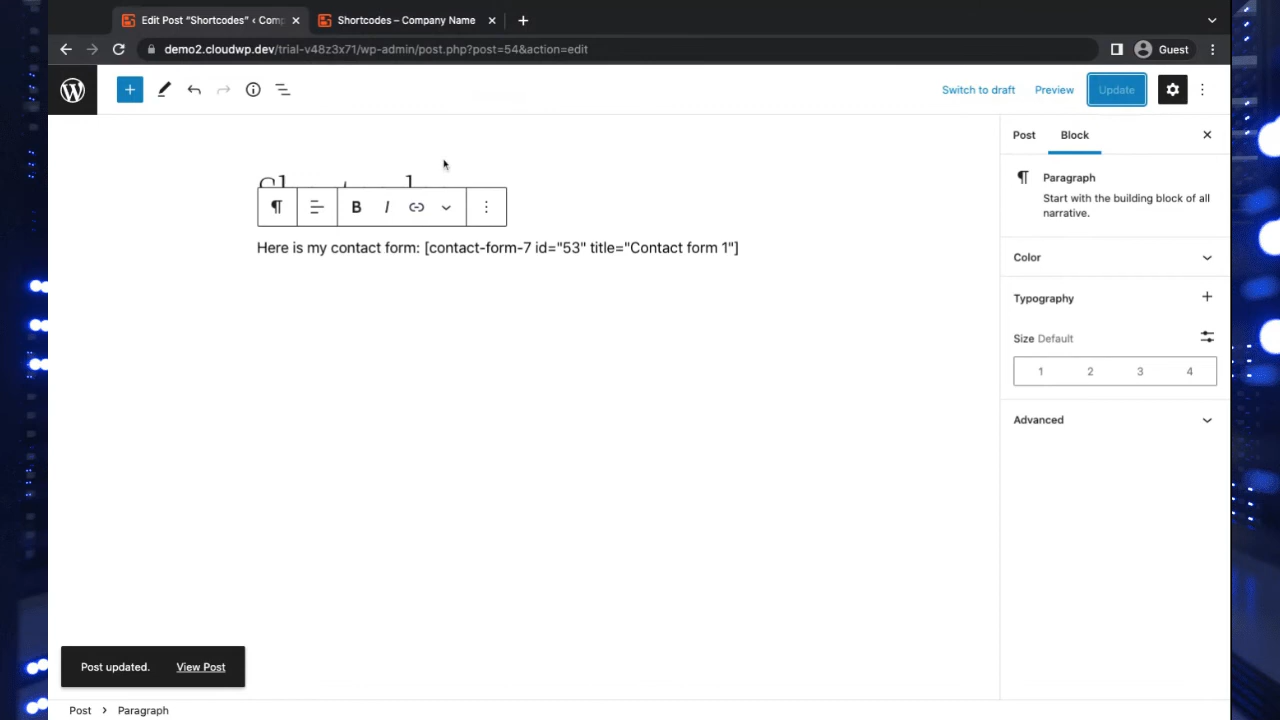 Edit Post “Shortcodes” ‹ Comp
Shortcodes – Company Name
demo2.cloudwp.dev/trial-v48z3x71/wp-admin/post.php?post=54&action=edit
Guest
Switch to draft
Preview
Update
Post
Block
Paragraph
Start with the building block of all
narrative.
B I
Here is my contact form: [contact-form-7 id="53" title="Contact form 1"]
Color
Typography
Size Default
1 2 3 4
Advanced
Post updated.
View Post
Post > Paragraph